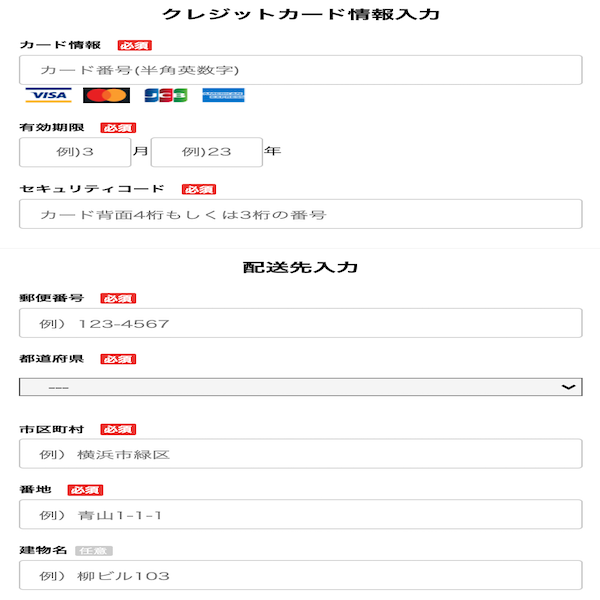 クレジットカード情報入力
カード情報 必須
カード番号(半角英数字)
VISA MasterCard JCB AMERICAN EXPRESS
有効期限 必須
例)3 月 例)23 年
セキュリティコード 必須
カード背面4桁もしくは3桁の番号
配送先入力
郵便番号 必須
例) 123-4567
都道府県 必須
---
市区町村 必須
例) 横浜市緑区
番地 必須
例) 青山1-1-1
建物名 任意
例) 柳ビル103